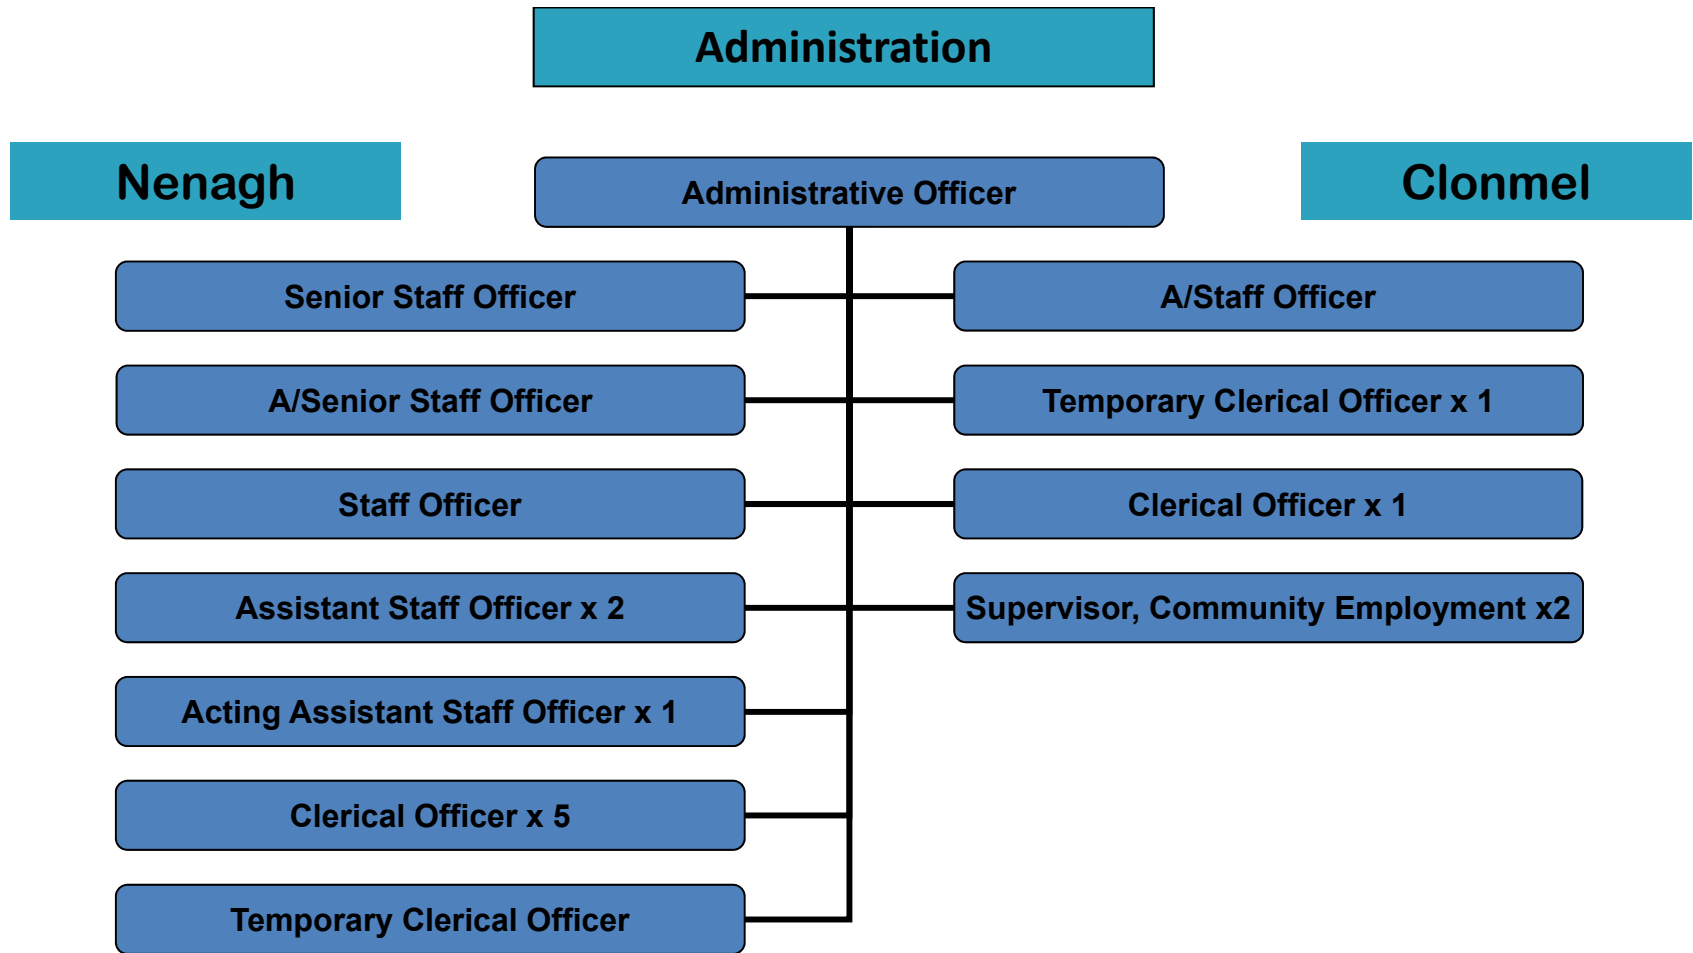 Administration
Nenagh
Administrative Officer
Clonmel
Senior Staff Officer
A/Staff Officer
A/Senior Staff Officer
Temporary Clerical Officer x 1
Staff Officer
Clerical Officer x 1
Assistant Staff Officer x 2
Supervisor, Community Employment x2
Acting Assistant Staff Officer x 1
Clerical Officer x 5
Temporary Clerical Officer